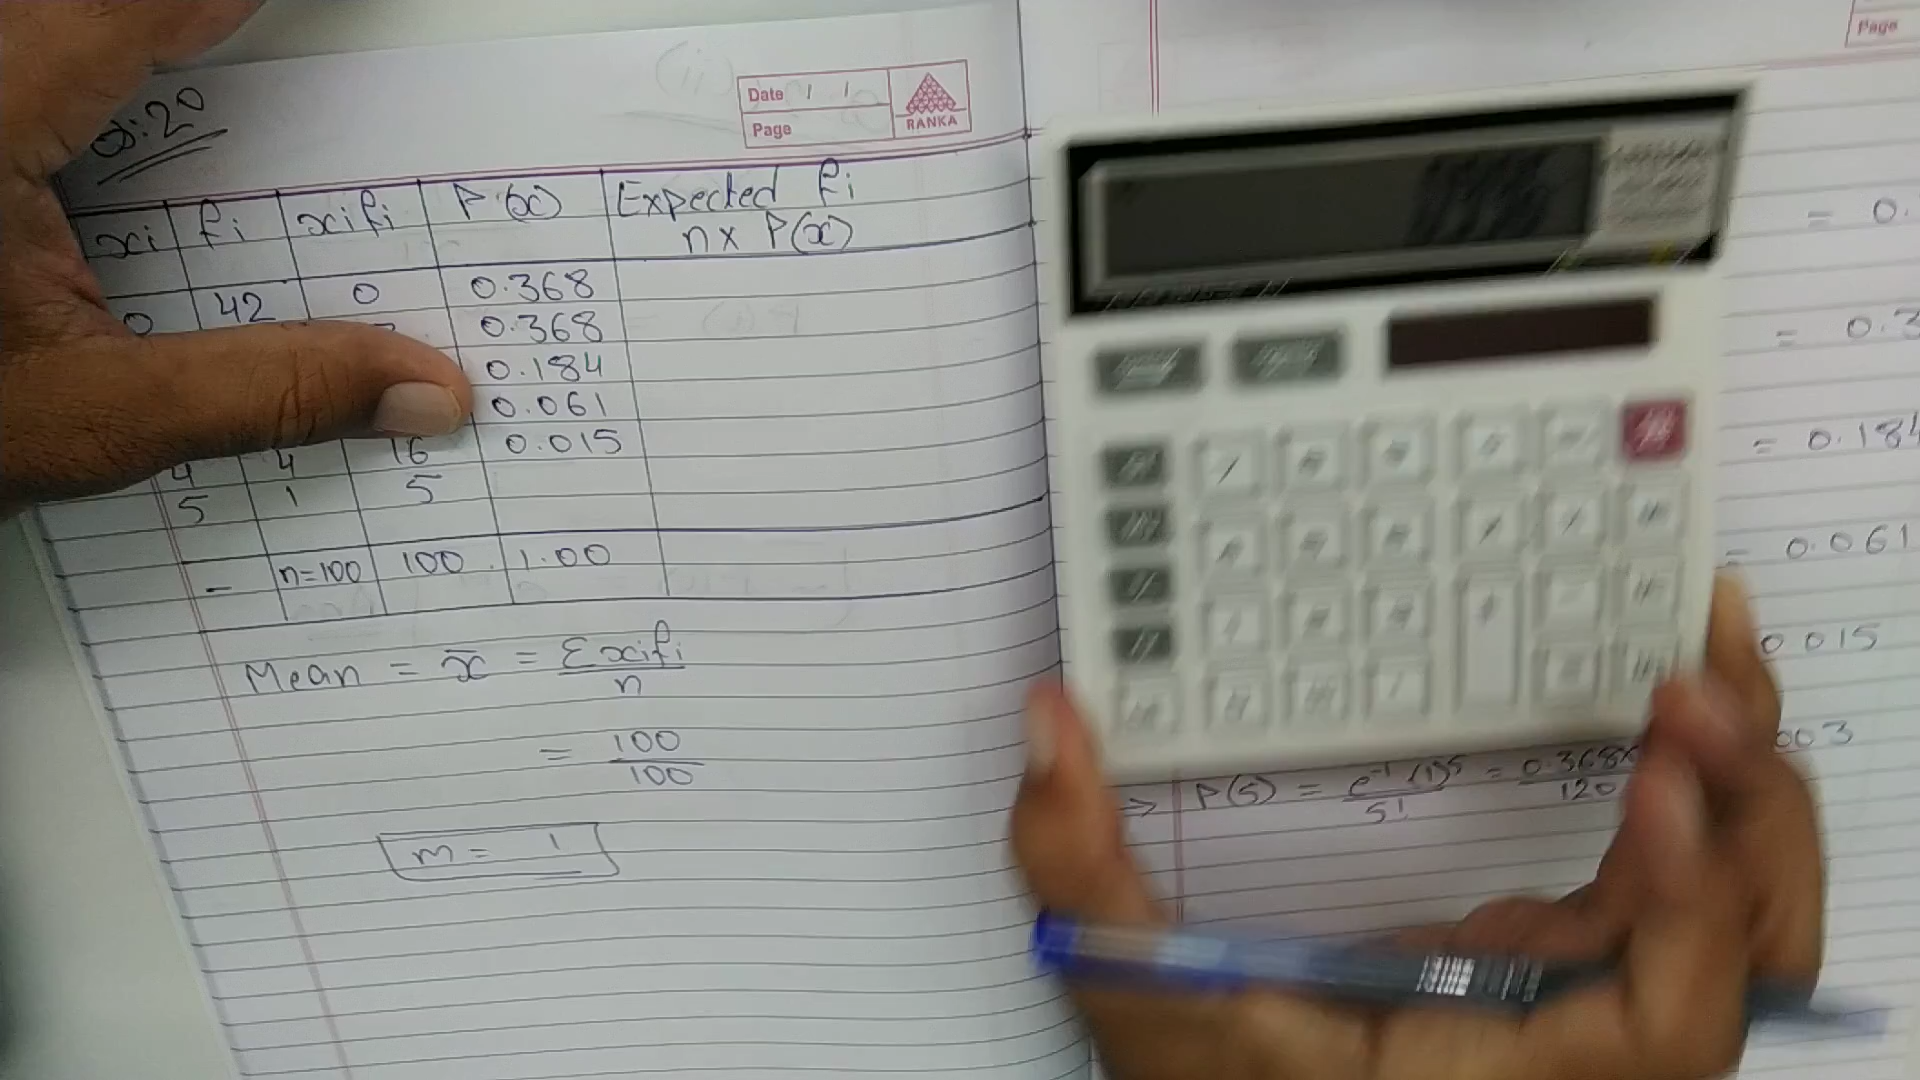 Q:20
Date / /
Page
RANKA
Page
xi fi xifi P(x) Expected fi
n x P(x)
0 42 0 0.368
0.368
0.184
0.061
4 4 16 0.015
5 1 5
- n=100 100 1.00
Mean = x̄ = Σxifi / n
= 100 / 100
m = 1
= 0.
= 0.3
= 0.184
= 0.061
0.015
003
=> P(5) = e⁻¹ (1)⁵ / 5! = 0.368x / 120